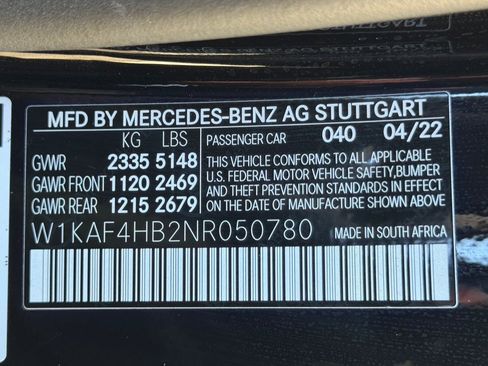 MFD BY MERCEDES-BENZ AG STUTTGART
KG LBS PASSENGER CAR 040 04/22
GVWR 2335 5148 THIS VEHICLE CONFORMS TO ALL APPLICABLE
GAWR FRONT 1120 2469 U.S. FEDERAL MOTOR VEHICLE SAFETY,BUMPER
GAWR REAR 1215 2679 AND THEFT PREVENTION STANDARDS IN EFFECT
ON THE DATE OF MANUFACTURE SHOWN ABOVE.
W1KAF4HB2NR050780 MADE IN SOUTH AFRICA